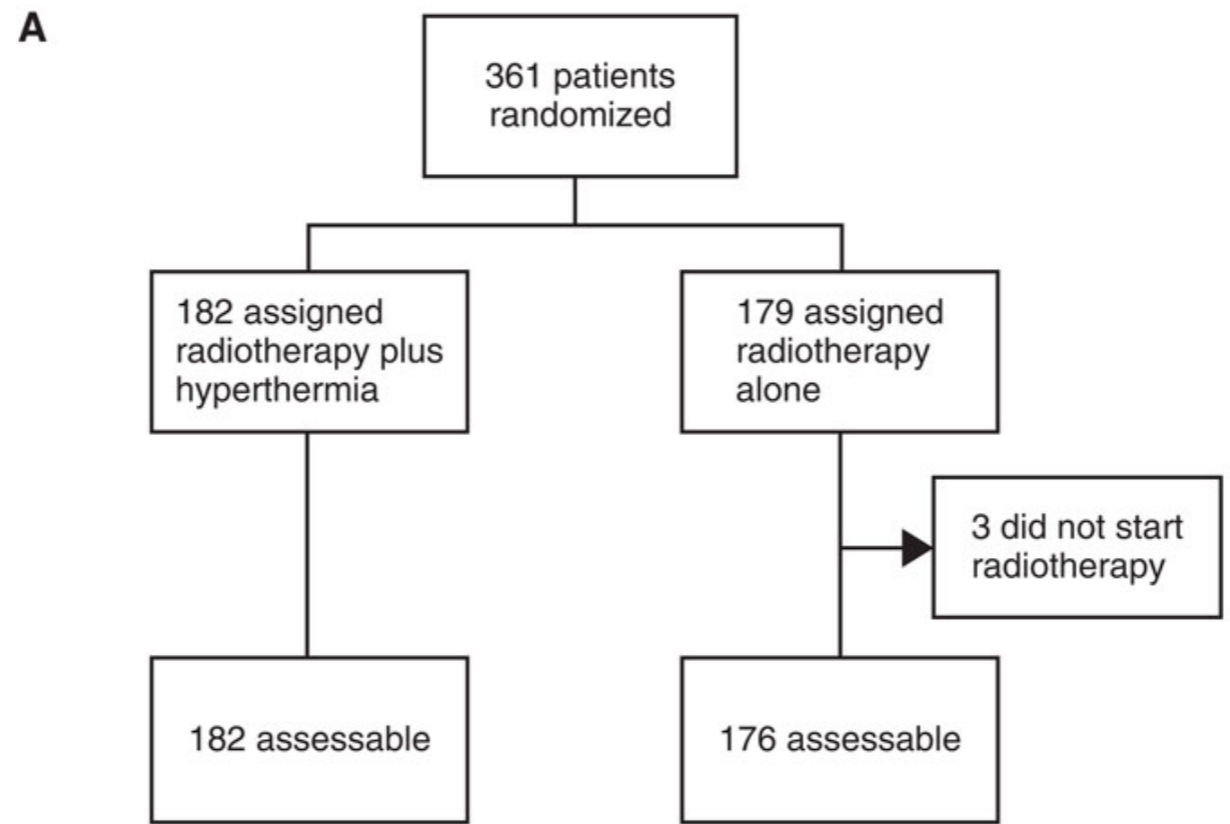 A
361 patients
randomized
182 assigned
radiotherapy plus
hyperthermia
179 assigned
radiotherapy
alone
3 did not start
radiotherapy
182 assessable
176 assessable